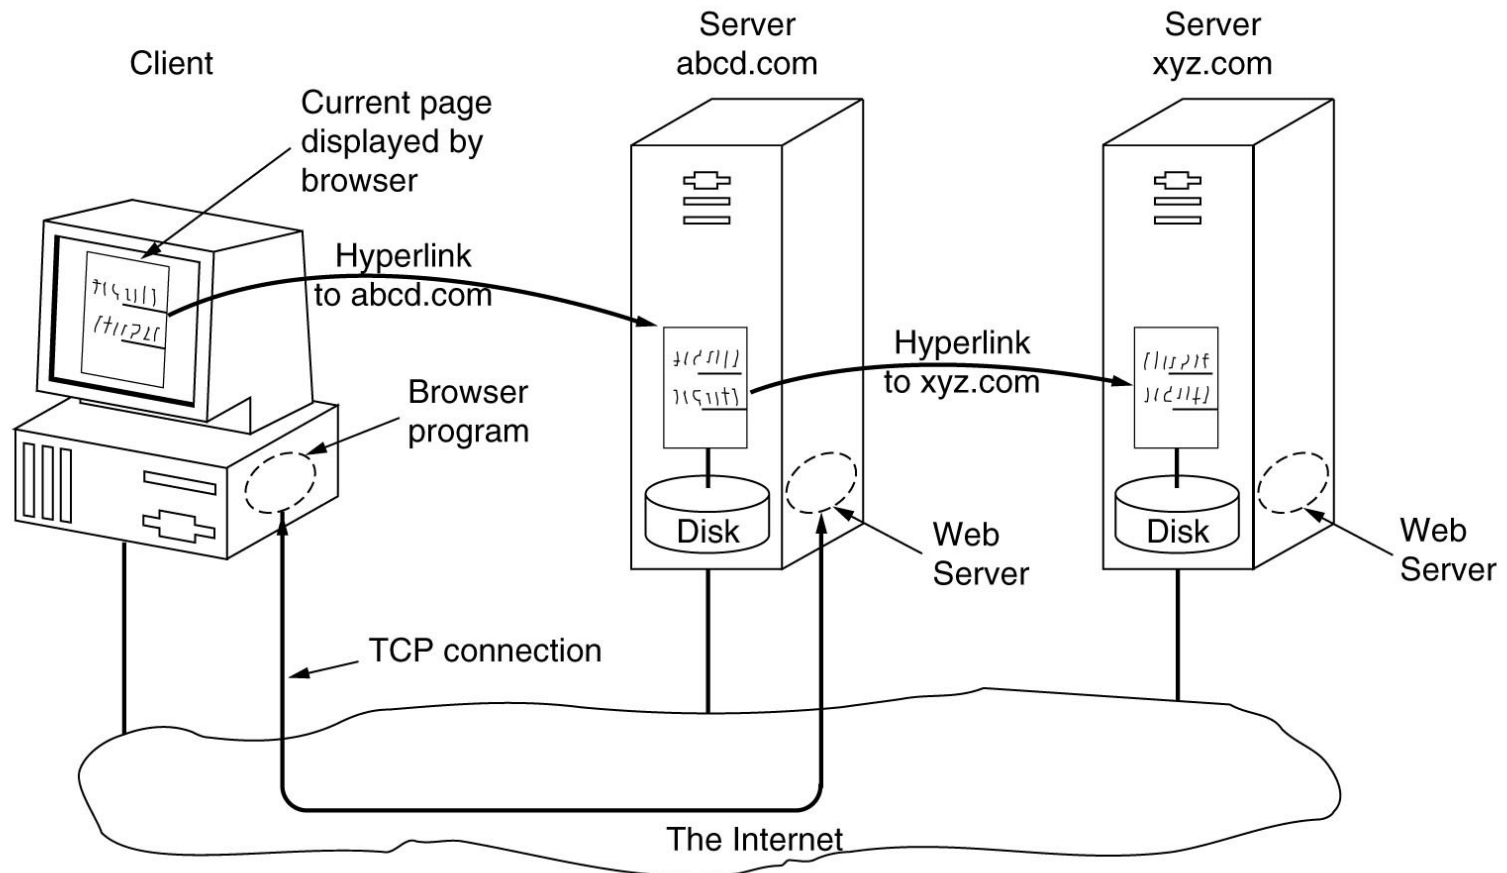 Client
Server
abcd.com
Server
xyz.com
Current page
displayed by
browser
Hyperlink
to abcd.com
Hyperlink
to xyz.com
Browser
program
Disk
Web
Server
Disk
Web
Server
TCP connection
The Internet